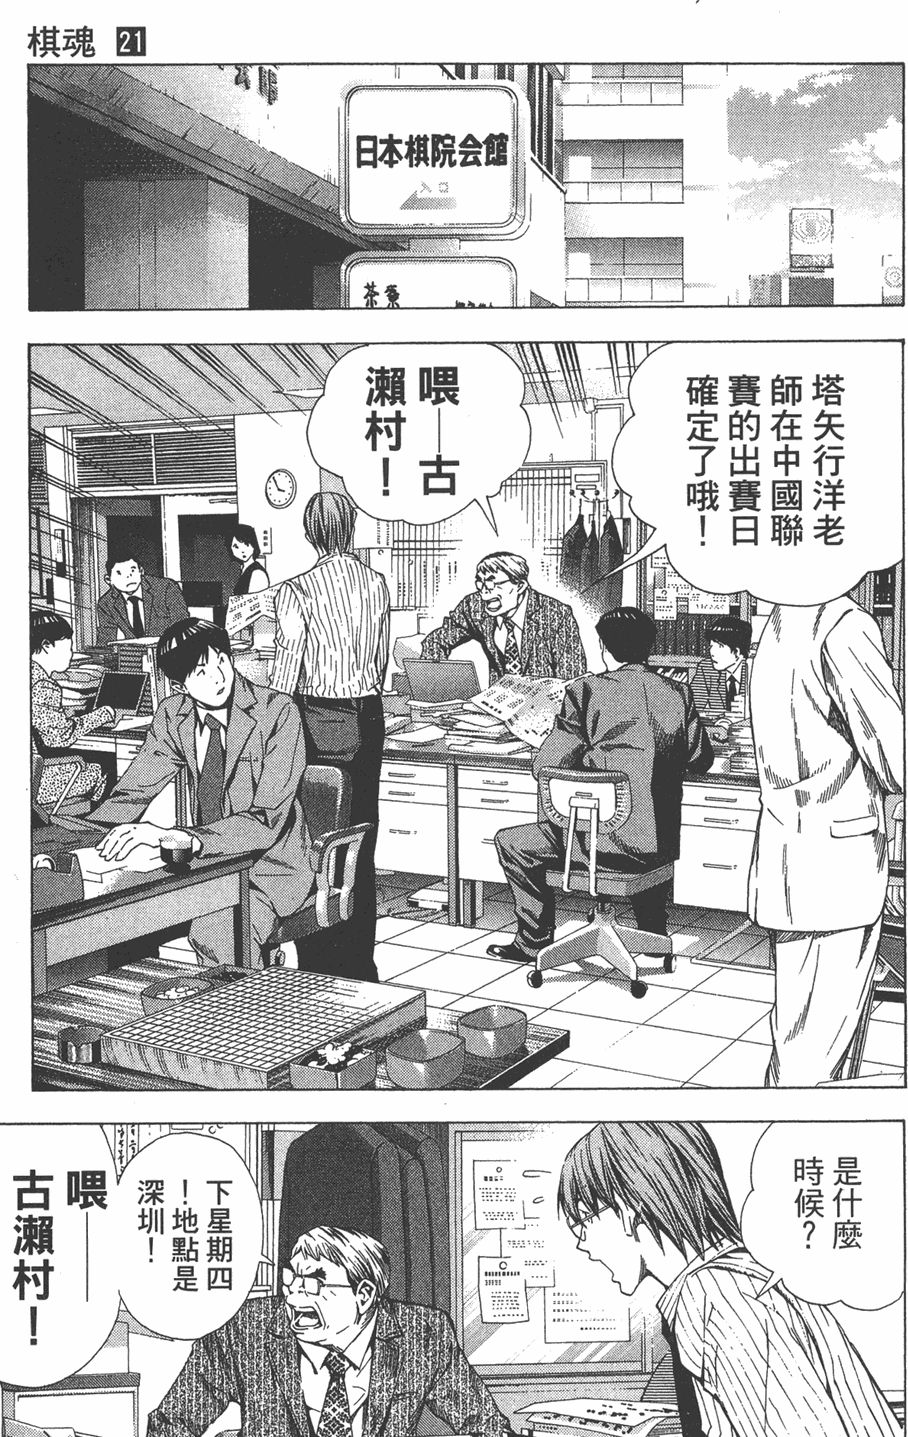 棋魂 21
日本棋院会館
入口
茶寮
塔矢行洋老
師在中國聯
賽的出賽日
確定了哦！
喂——古
瀨村！
是什麼
時候？
下星期四
！地點是
深圳！
喂——
古瀨村！